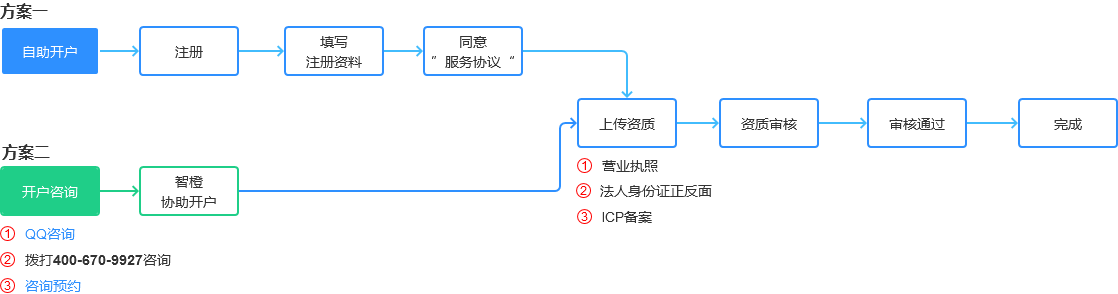 方案一
自助开户
注册
填写
注册资料
同意
”服务协议“
上传资质
资质审核
审核通过
完成
① 营业执照
② 法人身份证正反面
③ ICP备案
方案二
开户咨询
智橙
协助开户
① QQ咨询
② 拨打400-670-9927咨询
③ 咨询预约